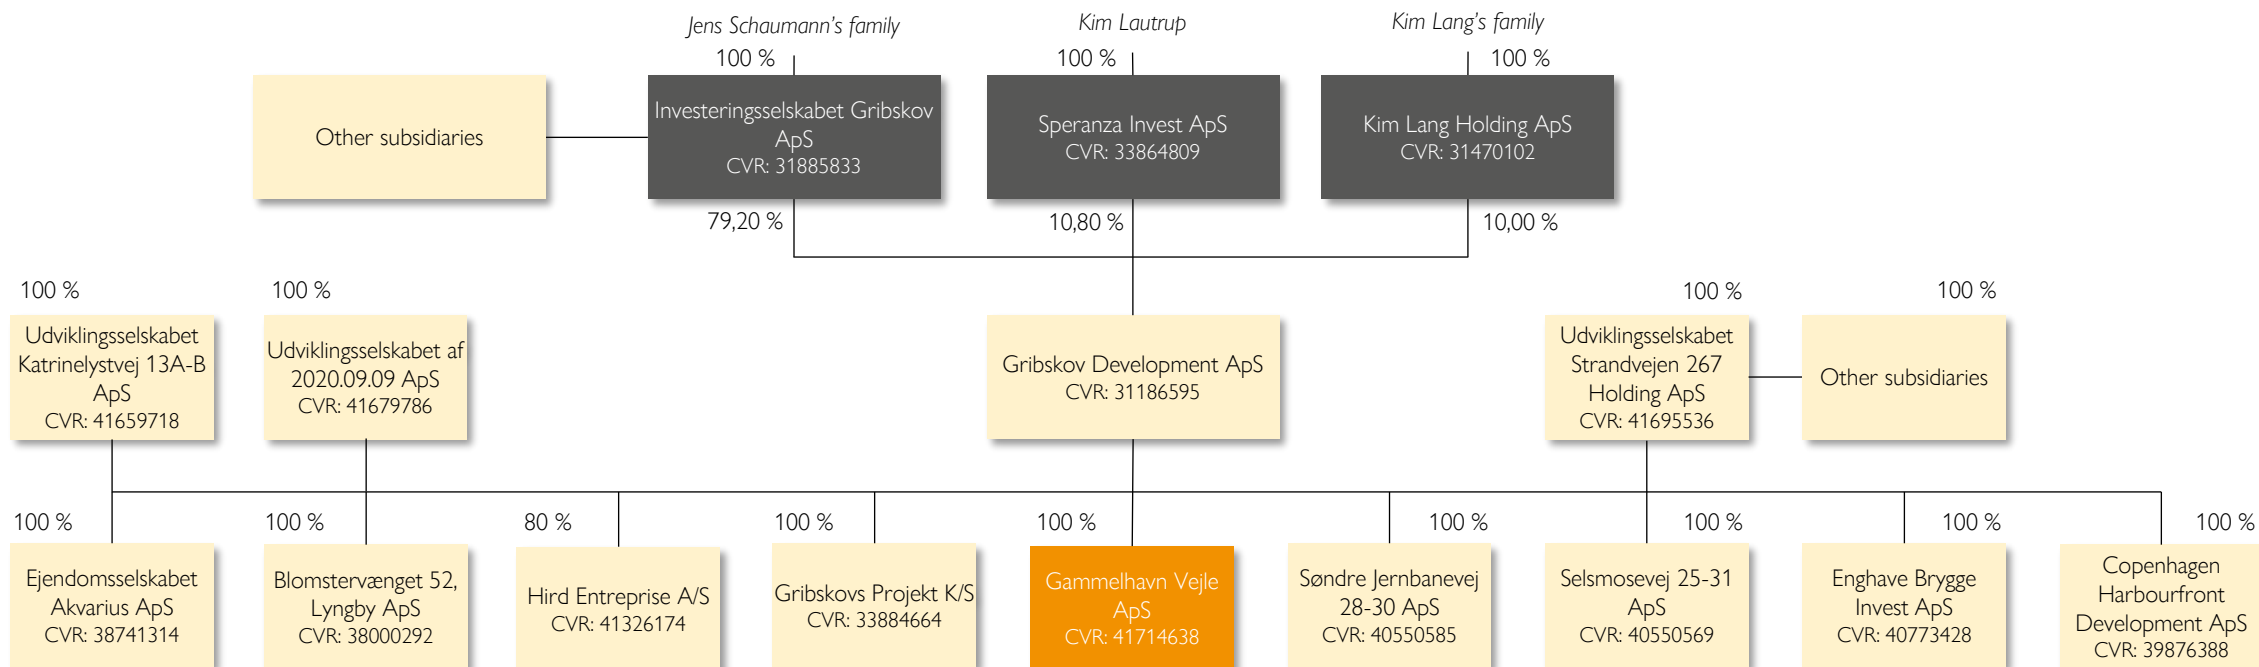 Jens Schaumann's family
Kim Lautrup
Kim Lang's family
100 %
100 %
100 %
Other subsidiaries
Investeringsselskabet Gribskov
ApS
CVR: 31885833
Speranza Invest ApS
CVR: 33864809
Kim Lang Holding ApS
CVR: 31470102
79,20 %
10,80 %
10,00 %
100 %
100 %
100 %
100 %
Udviklingsselskabet
Katrinelystvej 13A-B
ApS
CVR: 41659718
Udviklingsselskabet af
2020.09.09 ApS
CVR: 41679786
Gribskov Development ApS
CVR: 31186595
Udviklingsselskabet
Strandvejen 267
Holding ApS
CVR: 41695536
Other subsidiaries
100 %
100 %
80 %
100 %
100 %
100 %
100 %
100 %
100 %
Ejendomsselskabet
Akvarius ApS
CVR: 38741314
Blomstervænget 52,
Lyngby ApS
CVR: 38000292
Hird Entreprise A/S
CVR: 41326174
Gribskovs Projekt K/S
CVR: 33884664
Gammelhavn Vejle
ApS
CVR: 41714638
Søndre Jernbanevej
28-30 ApS
CVR: 40550585
Selsmosevej 25-31
ApS
CVR: 40550569
Enghave Brygge
Invest ApS
CVR: 40773428
Copenhagen
Harbourfront
Development ApS
CVR: 39876388